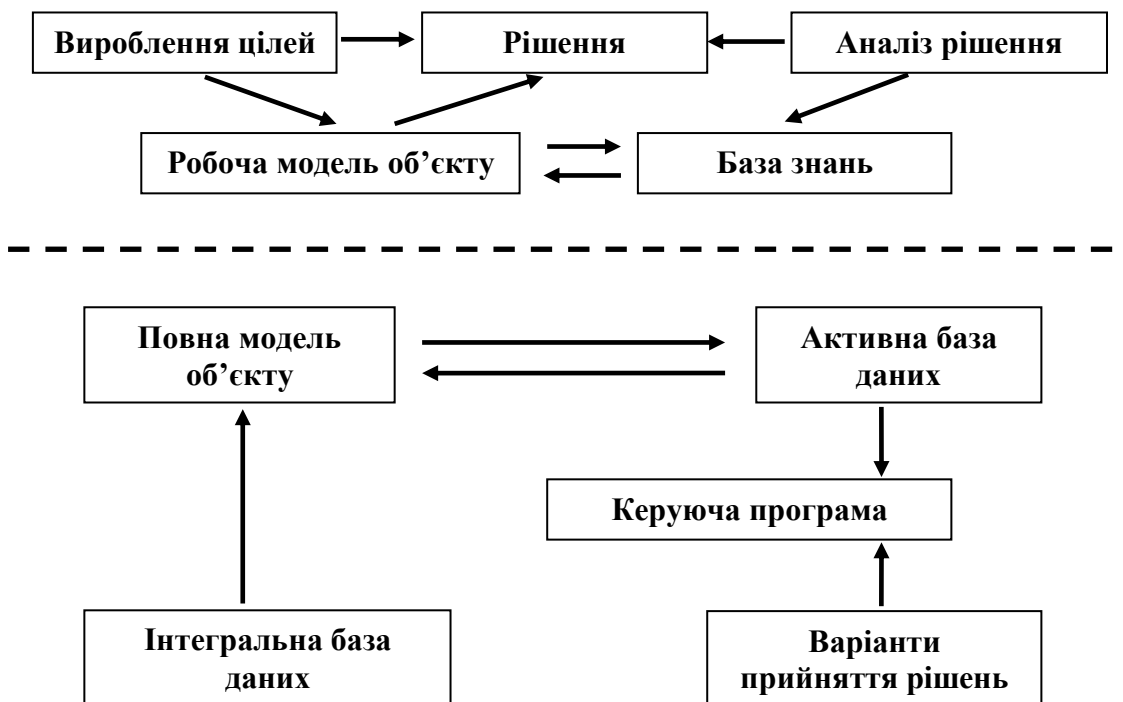 Вироблення цілей
Рішення
Аналіз рішення
Робоча модель об’єкту
База знань
Повна модель
об’єкту
Активна база
даних
Керуюча програма
Інтегральна база
даних
Варіанти
прийняття рішень